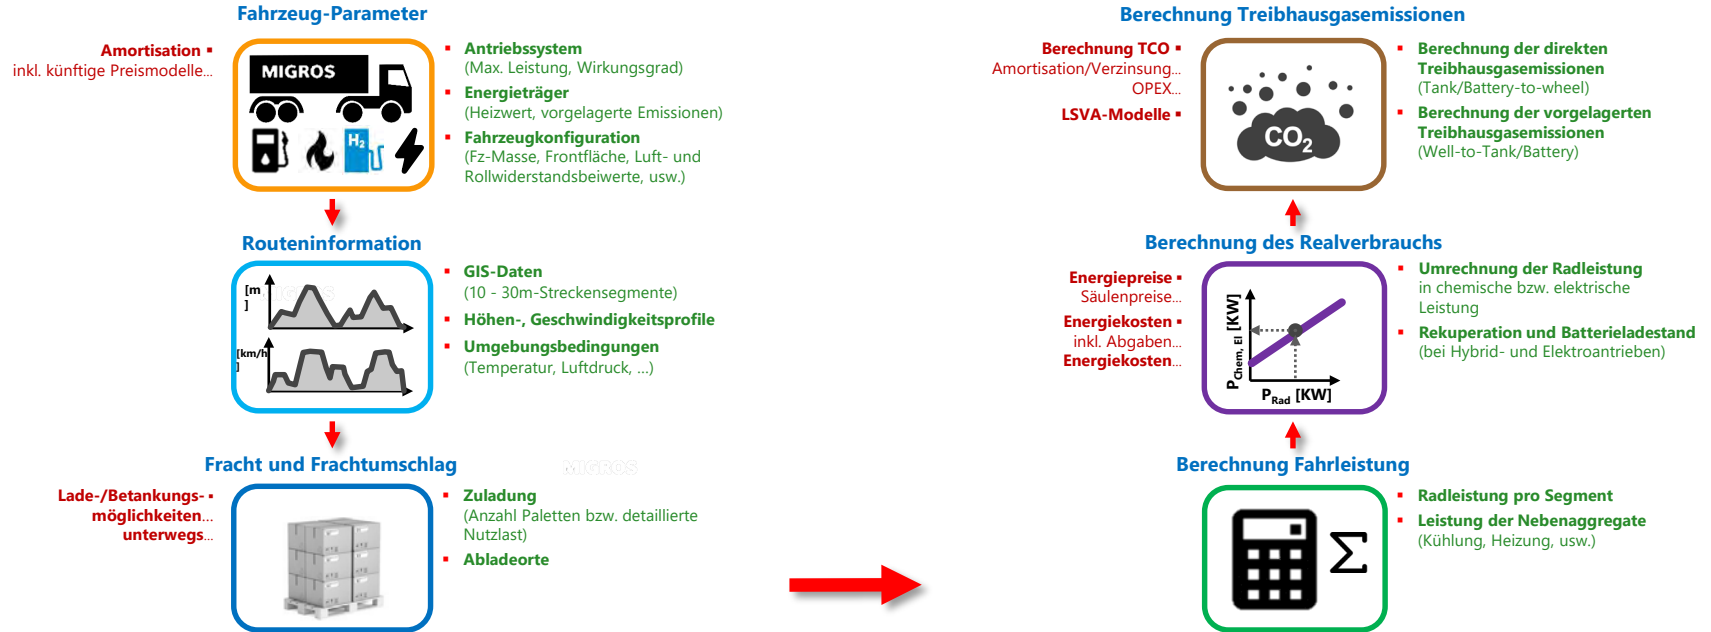 Fahrzeug-Parameter
Amortisation ▪
inkl. künftige Preismodelle...
MIGROS
H2
▪ Antriebssystem
(Max. Leistung, Wirkungsgrad)
▪ Energieträger
(Heizwert, vorgelagerte Emissionen)
▪ Fahrzeugkonfiguration
(Fz-Masse, Frontfläche, Luft- und
Rollwiderstandsbeiwerte, usw.)
Routeninformation
[m
]
[km/h
]
MIGROS
▪ GIS-Daten
(10 - 30m-Streckensegmente)
▪ Höhen-, Geschwindigkeitsprofile
▪ Umgebungsbedingungen
(Temperatur, Luftdruck, ...)
Fracht und Frachtumschlag
MIGROS
Lade-/Betankungs- ▪
möglichkeiten...
unterwegs...
▪ Zuladung
(Anzahl Paletten bzw. detaillierte
Nutzlast)
▪ Abladeorte
Berechnung Treibhausgasemissionen
Berechnung TCO ▪
Amortisation/Verzinsung...
OPEX...
LSVA-Modelle ▪
CO2
▪ Berechnung der direkten
Treibhausgasemissionen
(Tank/Battery-to-wheel)
▪ Berechnung der vorgelagerten
Treibhausgasemissionen
(Well-to-Tank/Battery)
Berechnung des Realverbrauchs
Energiepreise ▪
Säulenpreise...
Energiekosten ▪
inkl. Abgaben...
Energiekosten...
PChem, El [KW]
PRad [KW]
▪ Umrechnung der Radleistung
in chemische bzw. elektrische
Leistung
▪ Rekuperation und Batterieladestand
(bei Hybrid- und Elektroantrieben)
Berechnung Fahrleistung
Σ
▪ Radleistung pro Segment
▪ Leistung der Nebenaggregate
(Kühlung, Heizung, usw.)